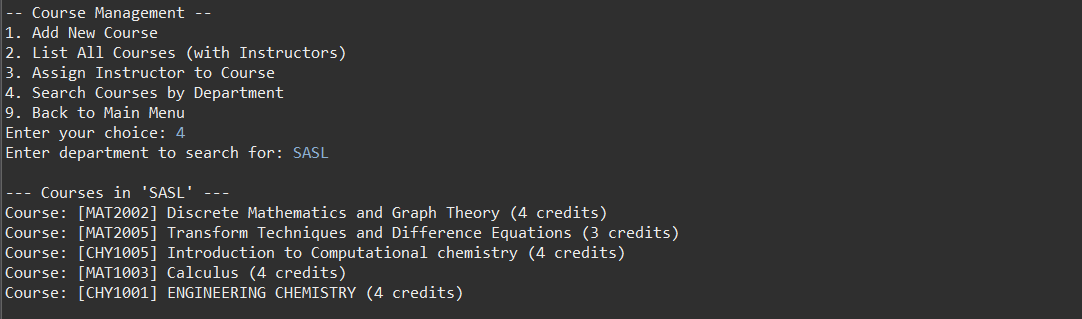 -- Course Management --
1. Add New Course
2. List All Courses (with Instructors)
3. Assign Instructor to Course
4. Search Courses by Department
9. Back to Main Menu
Enter your choice: 4
Enter department to search for: SASL
--- Courses in 'SASL' ---
Course: [MAT2002] Discrete Mathematics and Graph Theory (4 credits)
Course: [MAT2005] Transform Techniques and Difference Equations (3 credits)
Course: [CHY1005] Introduction to Computational chemistry (4 credits)
Course: [MAT1003] Calculus (4 credits)
Course: [CHY1001] ENGINEERING CHEMISTRY (4 credits)